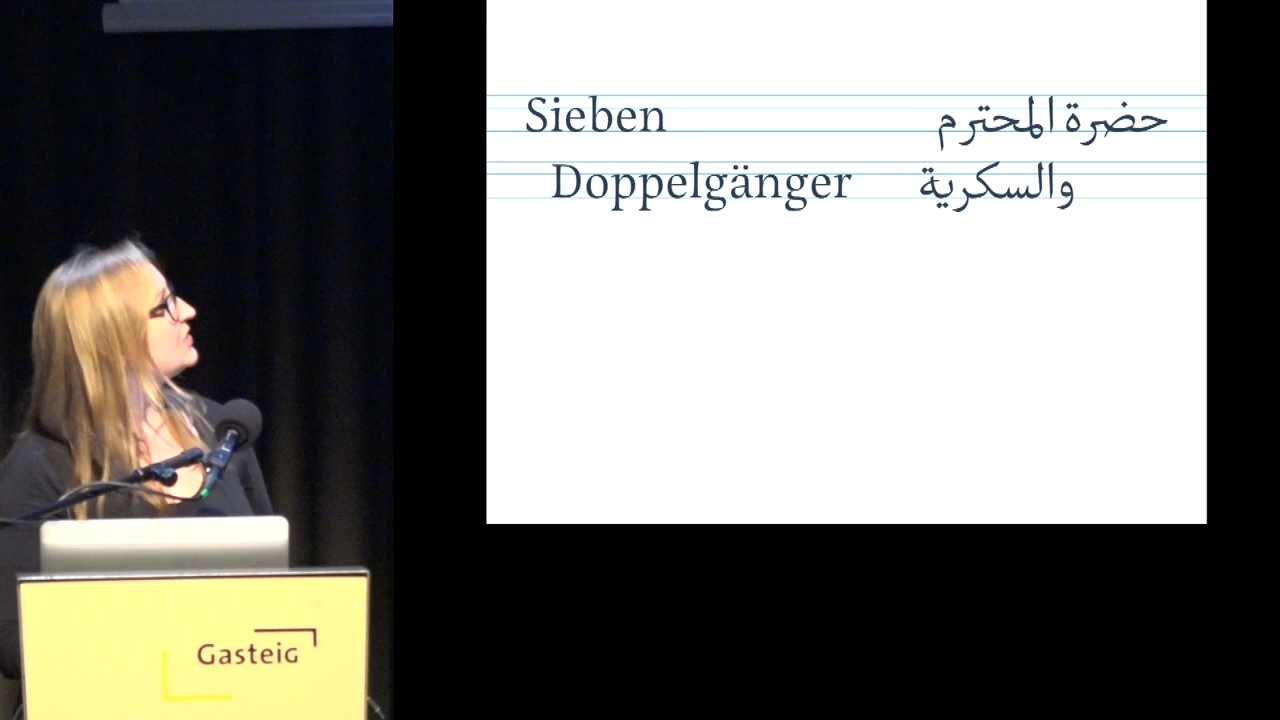 Sieben
حضرة المحترم
Doppelgänger
والسكرية
Gasteig